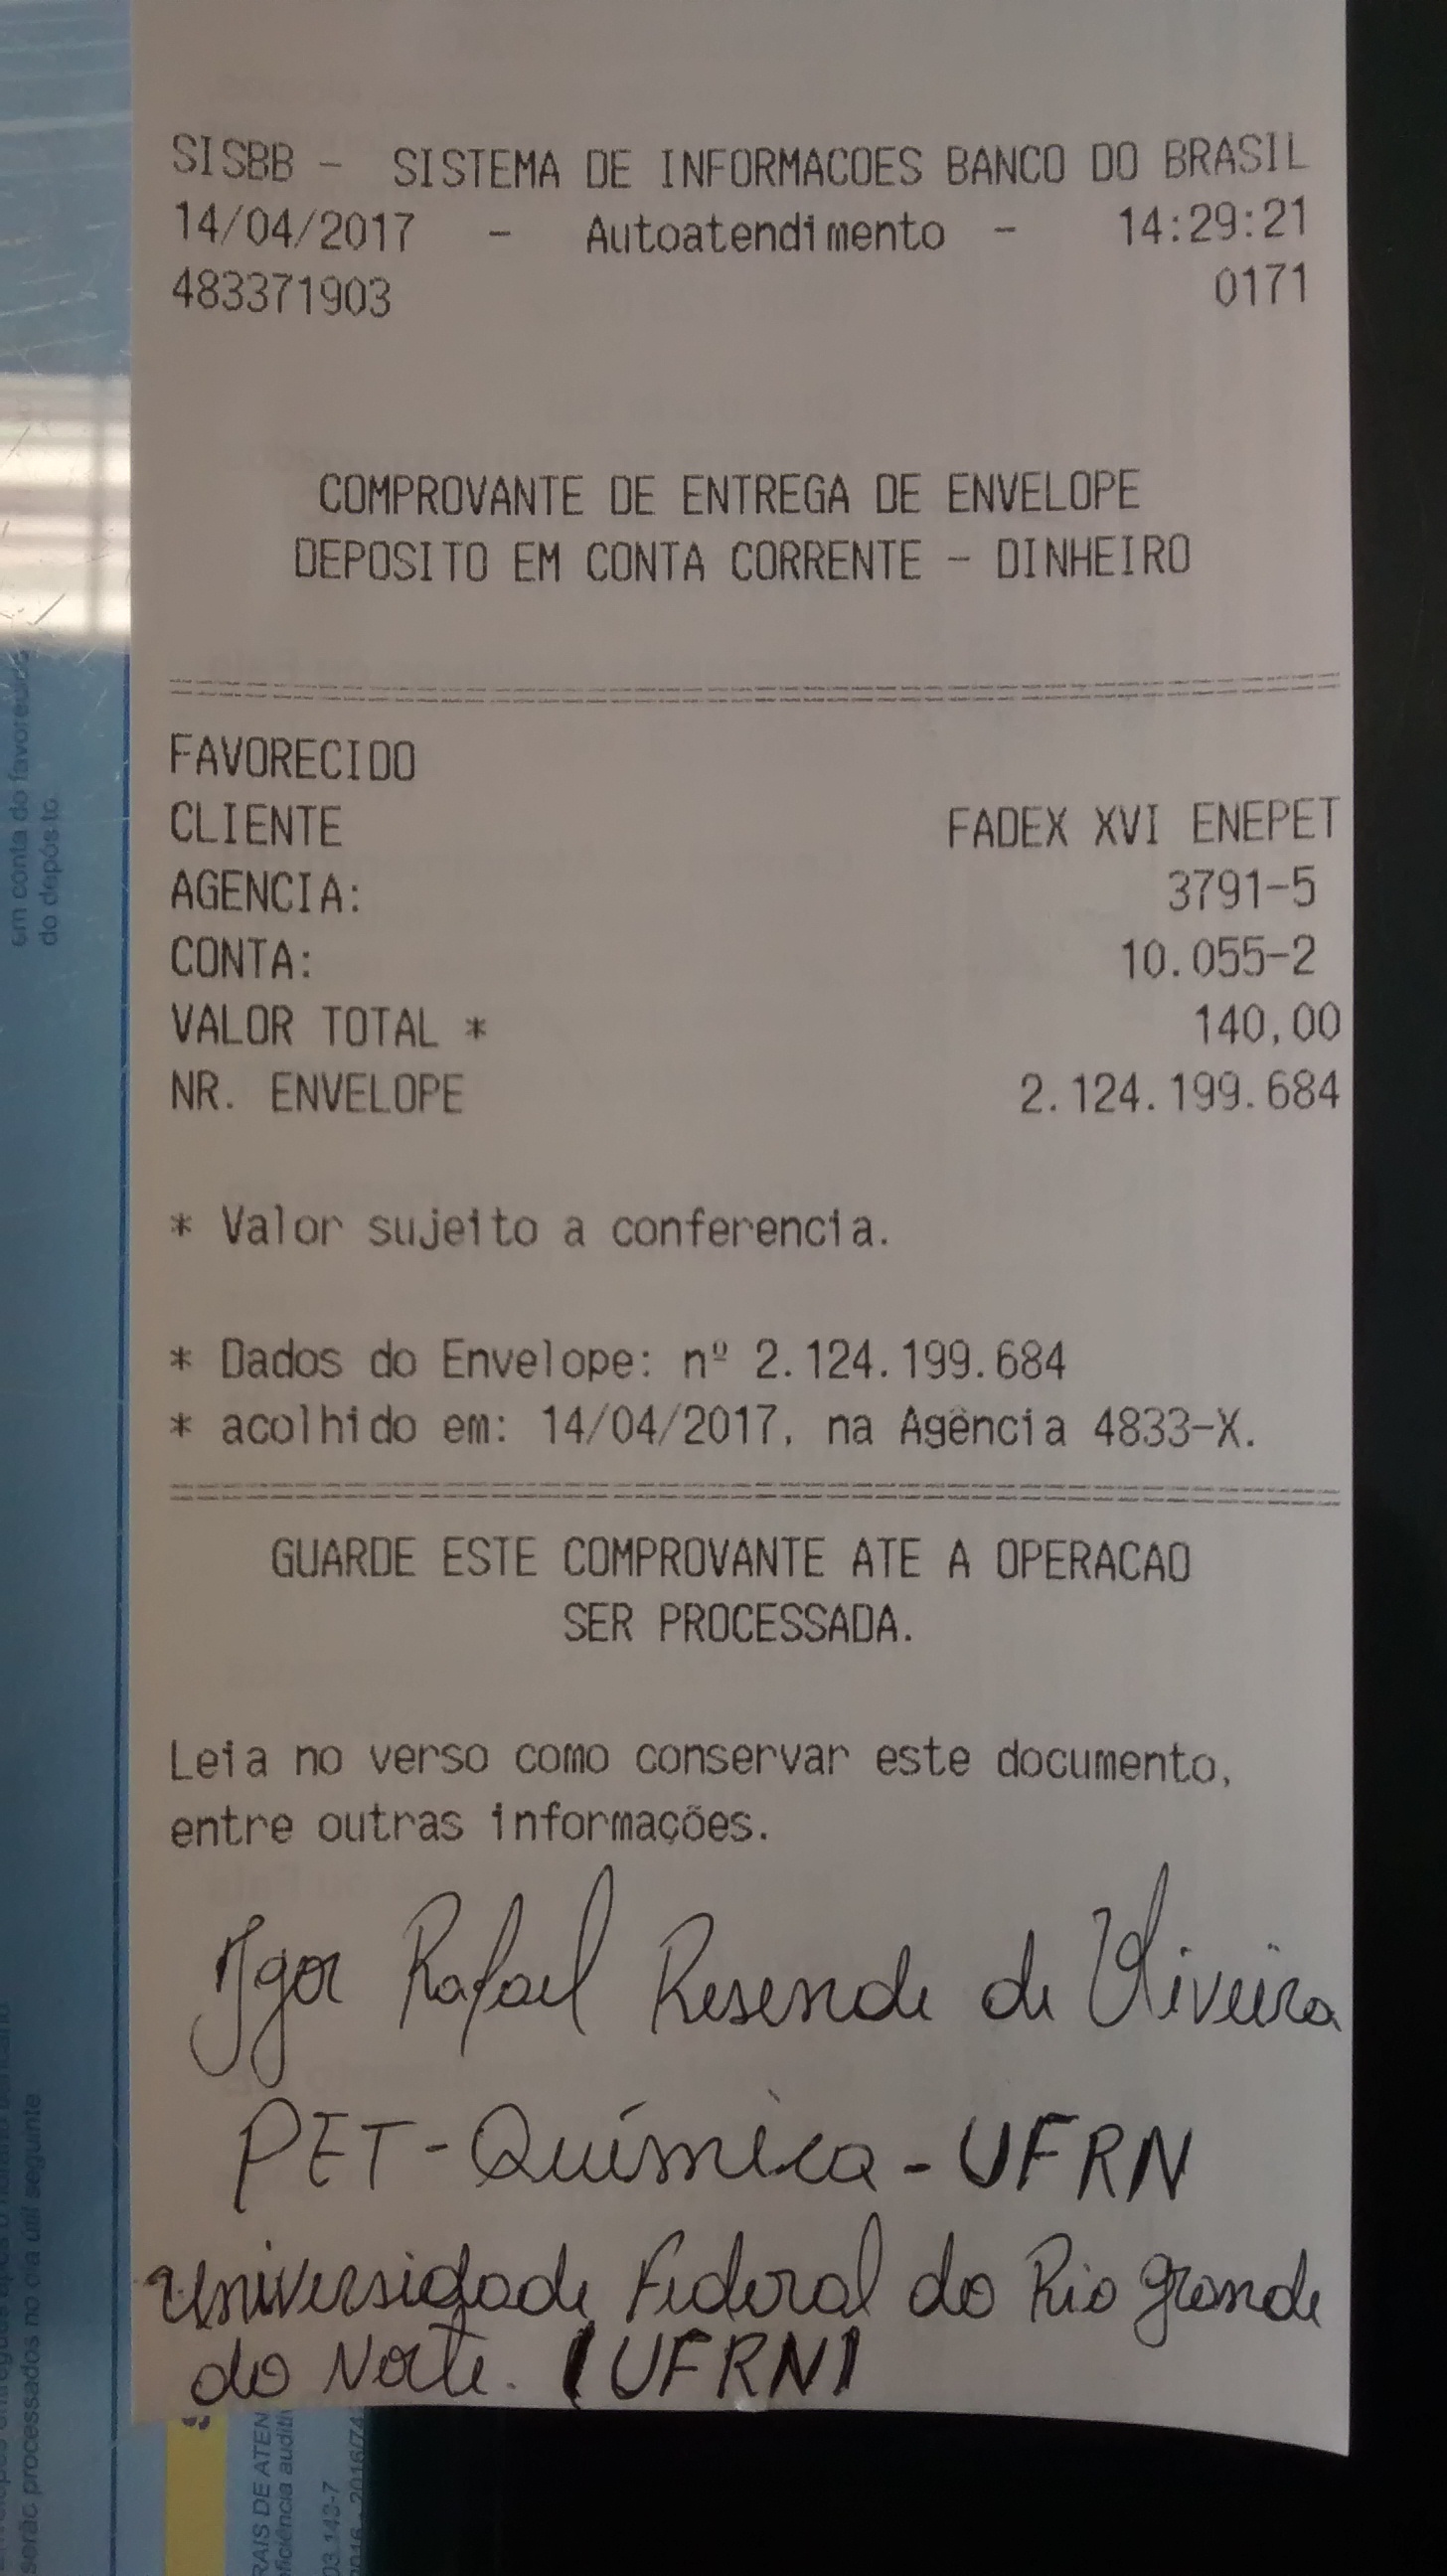 SISBB - SISTEMA DE INFORMACOES BANCO DO BRASIL
14/04/2017 - Autoatendimento - 14:29:21
483371903 0171
COMPROVANTE DE ENTREGA DE ENVELOPE
DEPOSITO EM CONTA CORRENTE - DINHEIRO
FAVORECIDO
CLIENTE FADEX XVI ENEPET
AGENCIA: 3791-5
CONTA: 10.055-2
VALOR TOTAL * 140,00
NR. ENVELOPE 2.124.199.684
* Valor sujeito a conferencia.
* Dados do Envelope: nº 2.124.199.684
* acolhido em: 14/04/2017, na Agência 4833-X.
GUARDE ESTE COMPROVANTE ATE A OPERACAO
SER PROCESSADA.
Leia no verso como conservar este documento,
entre outras informações.
Igor Rafael Resende de Oliveira
PET-Química-UFRN
Universidade Federal do Rio grande
do Norte. (UFRN)
em conta do favorecido
do depósito.
serão processados no dia útil seguinte
RAIS DE ATEN
ficiência auditi
03.143-7